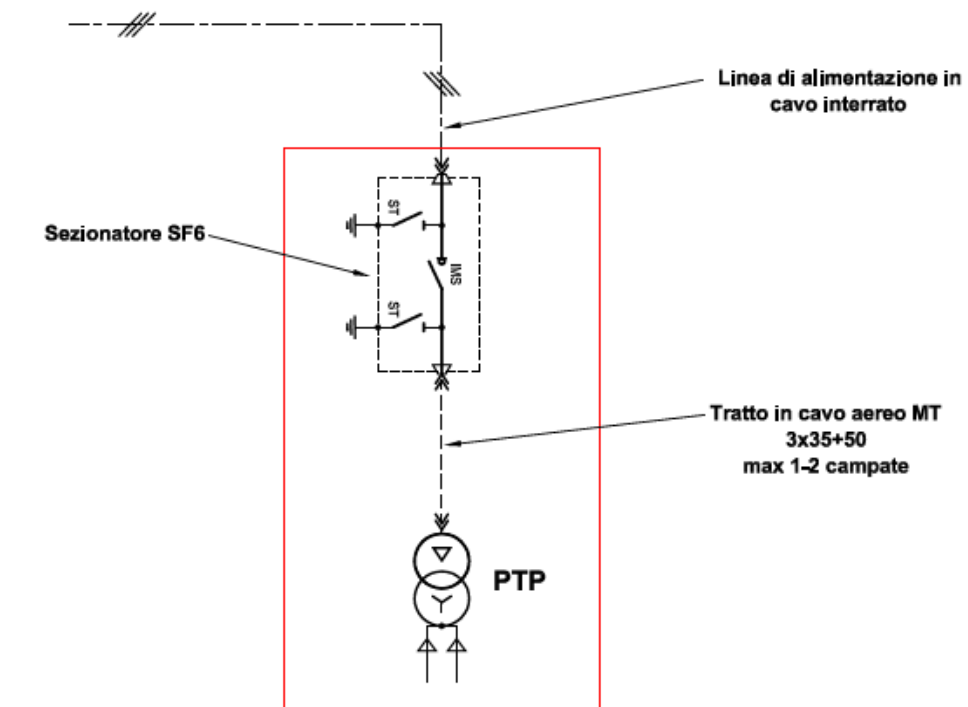 Linea di alimentazione in
cavo interrato
ST
Sezionatore SF6
IMS
ST
Tratto in cavo aereo MT
3x35+50
max 1-2 campate
PTP